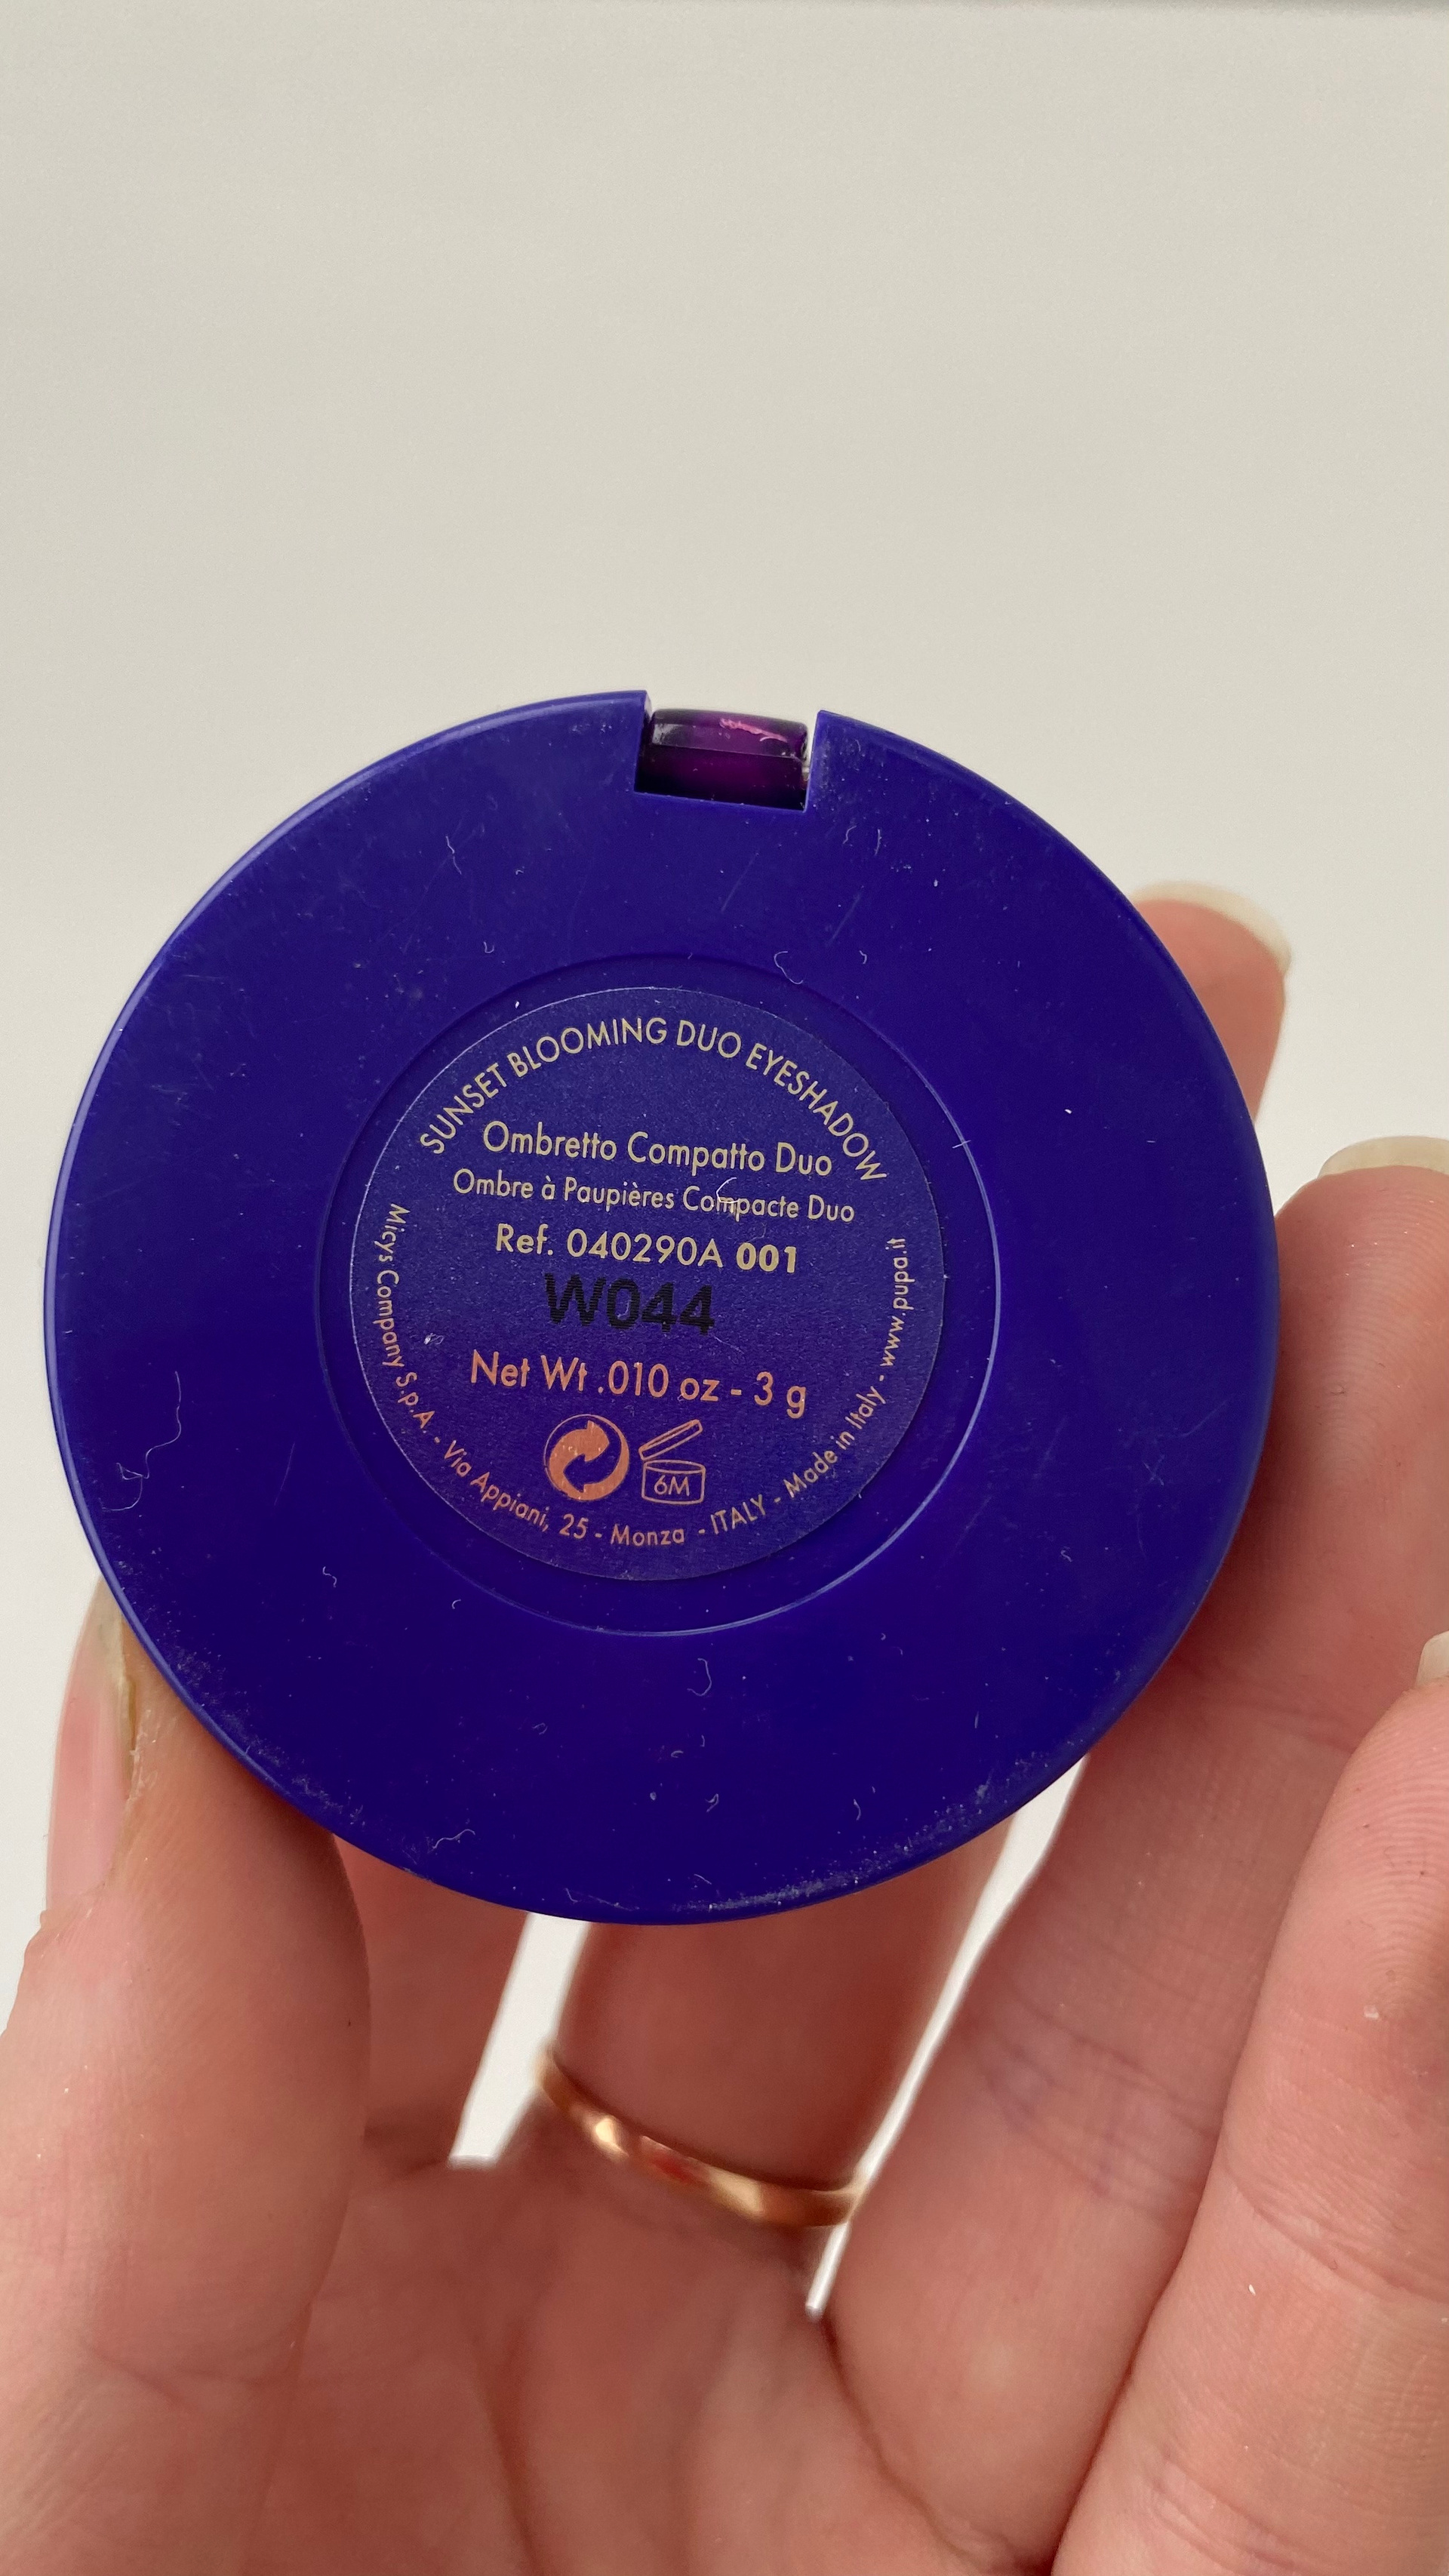 SUNSET BLOOMING DUO EYESHADOW
Ombretto Compatto Duo
Ombre à Paupières Compacte Duo
Ref. 040290A 001
W044
Net Wt .010 oz - 3 g
6M
Micys Company S.p.A. - Via Appiani, 25 - Monza - ITALY - Made in Italy - www.pupa.it